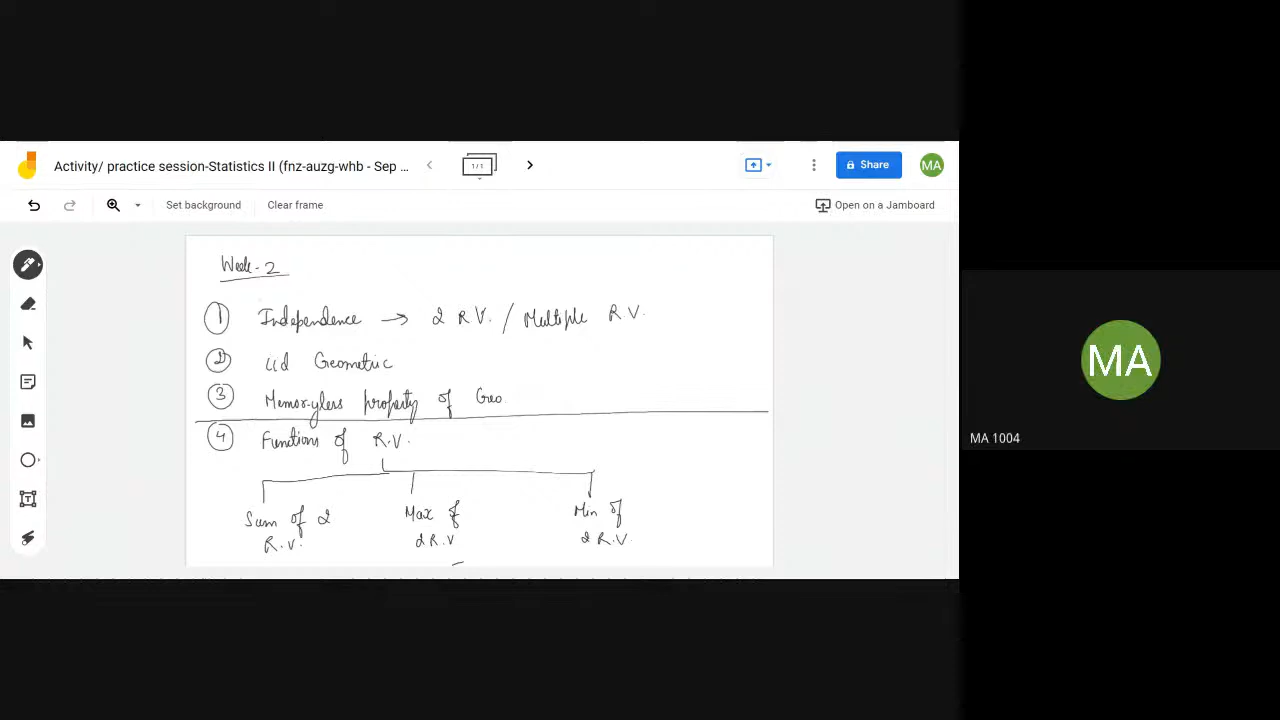 Activity/ practice session-Statistics II (fnz-auzg-whb - Sep ...
1/1
Share
MA
Set background
Clear frame
Open on a Jamboard
Week-2
1 Independence → 2 R.V. / Multiple R.V.
2 iid Geometric
3 Memoryless property of Geo.
4 Functions of R.V.
Sum of 2 R.V.
Max of 2 R.V
Min of 2 R.V.
MA
MA 1004